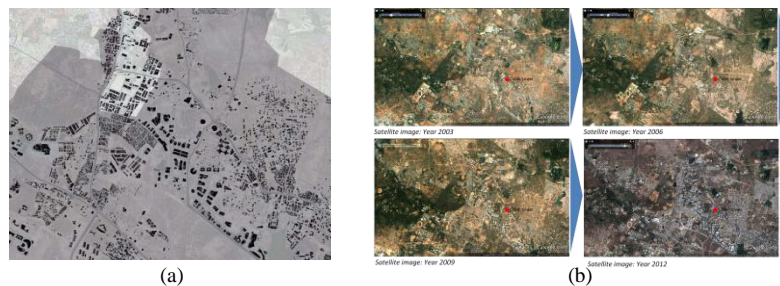 Satellite image: Year 2003
Satellite image: Year 2006
Satellite image: Year 2009
Satellite image: Year 2012
(a)
(b)